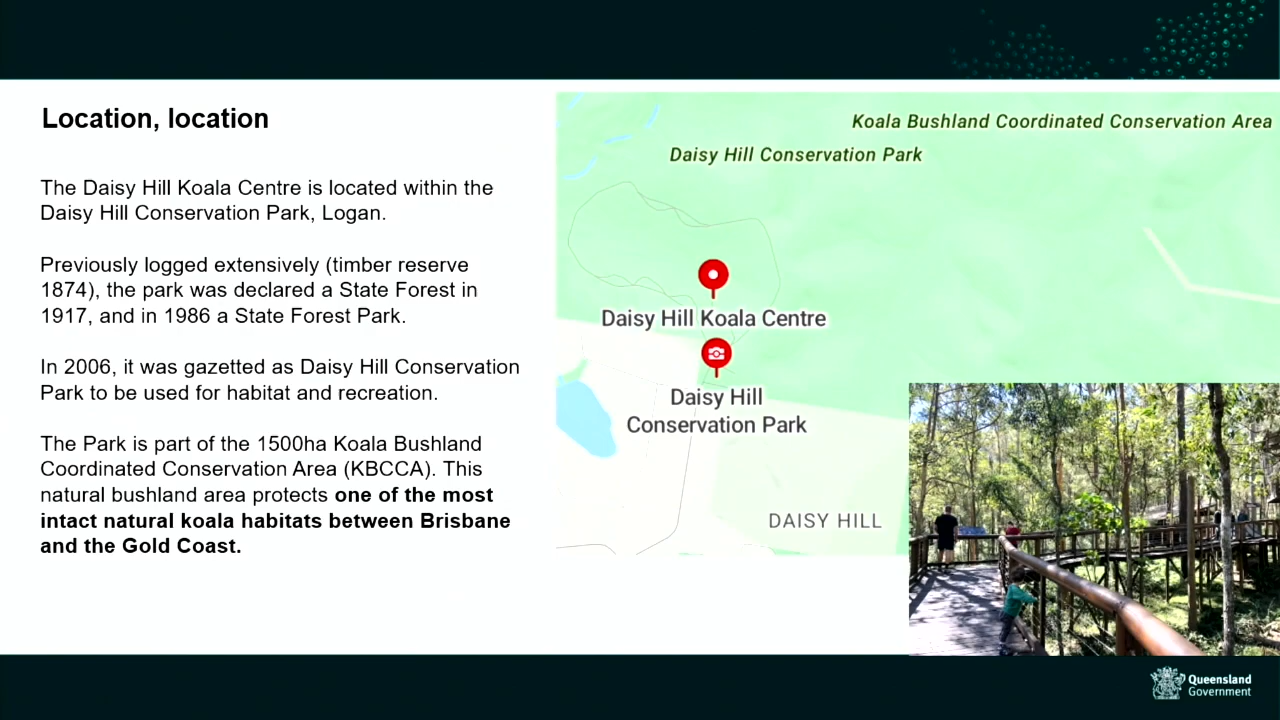 Location, location
The Daisy Hill Koala Centre is located within the
Daisy Hill Conservation Park, Logan.
Previously logged extensively (timber reserve
1874), the park was declared a State Forest in
1917, and in 1986 a State Forest Park.
In 2006, it was gazetted as Daisy Hill Conservation
Park to be used for habitat and recreation.
The Park is part of the 1500ha Koala Bushland
Coordinated Conservation Area (KBCCA). This
natural bushland area protects one of the most
intact natural koala habitats between Brisbane
and the Gold Coast.
Koala Bushland Coordinated Conservation Area
Daisy Hill Conservation Park
Daisy Hill Koala Centre
Daisy Hill
Conservation Park
DAISY HILL
Queensland
Government